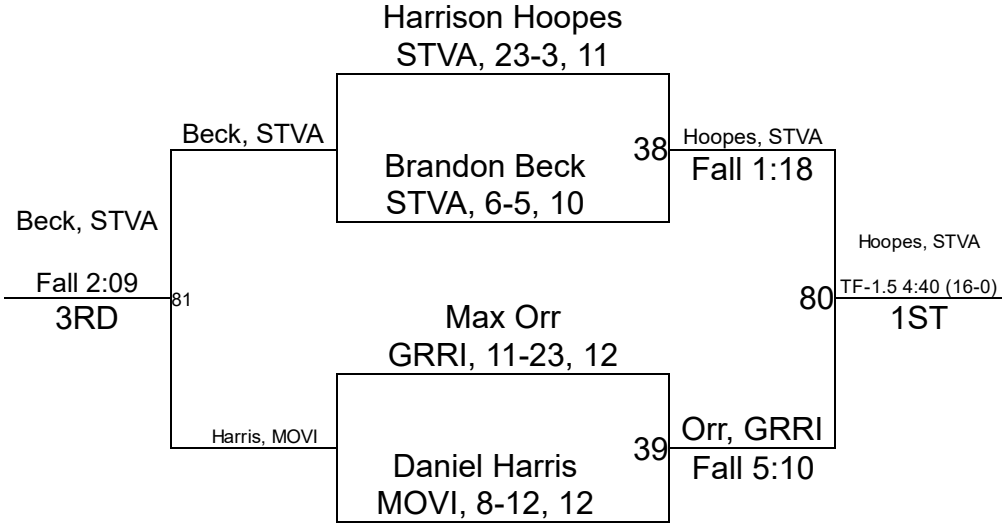 Harrison Hoopes
STVA, 23-3, 11
Beck, STVA
38
Hoopes, STVA
Fall 1:18
Brandon Beck
STVA, 6-5, 10
Beck, STVA
Fall 2:09
3RD
81
Hoopes, STVA
80
TF-1.5 4:40 (16-0)
1ST
Max Orr
GRRI, 11-23, 12
Harris, MOVI
39
Orr, GRRI
Fall 5:10
Daniel Harris
MOVI, 8-12, 12